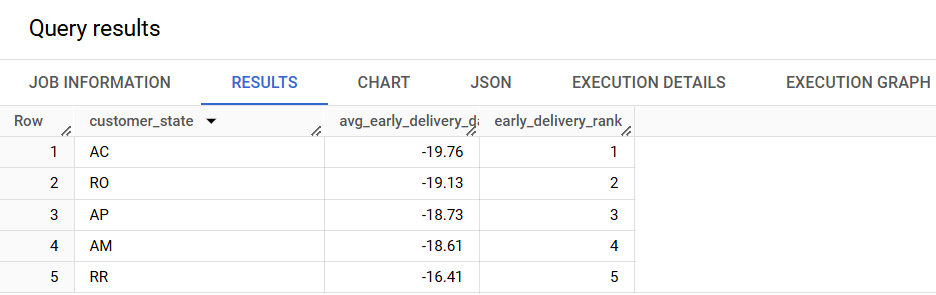 Query results
JOB INFORMATION RESULTS CHART JSON EXECUTION DETAILS EXECUTION GRAPH
Row customer_state avg_early_delivery_da early_delivery_rank
1 AC -19.76 1
2 RO -19.13 2
3 AP -18.73 3
4 AM -18.61 4
5 RR -16.41 5